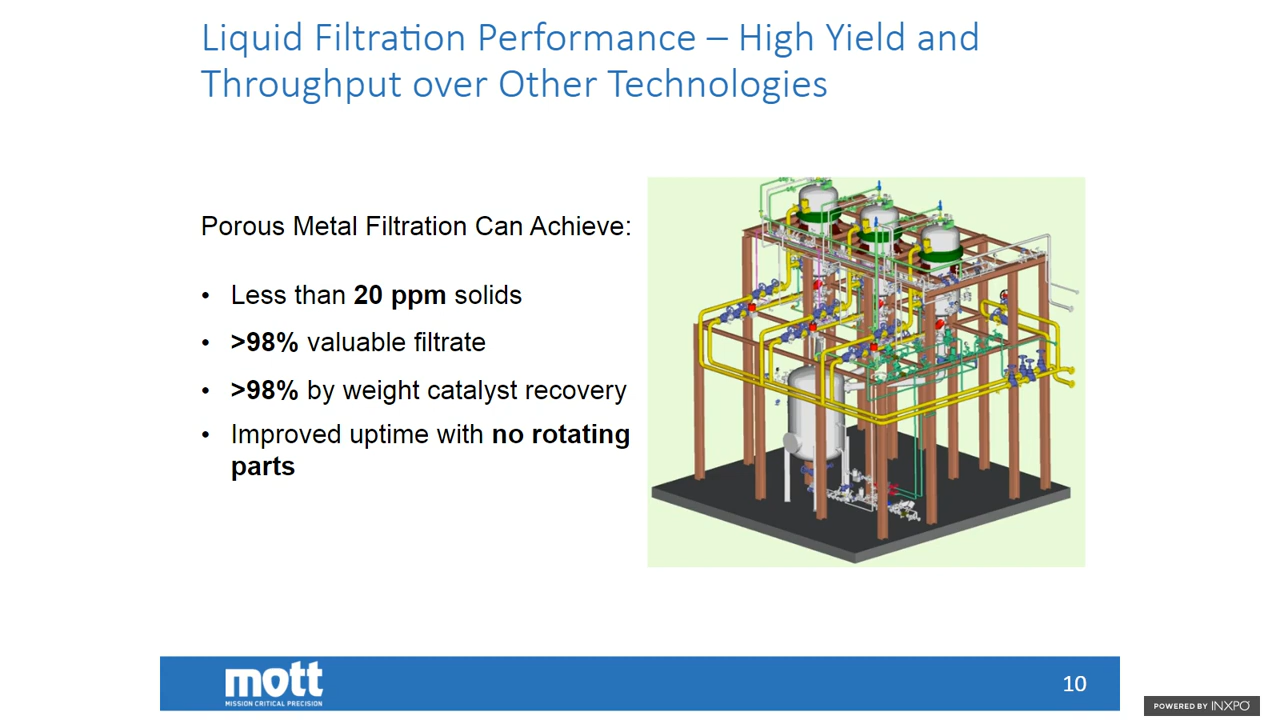 Liquid Filtration Performance – High Yield and
Throughput over Other Technologies
Porous Metal Filtration Can Achieve:
• Less than 20 ppm solids
• >98% valuable filtrate
• >98% by weight catalyst recovery
• Improved uptime with no rotating
parts
mott
MISSION CRITICAL PRECISION
10
POWERED BY INXPO